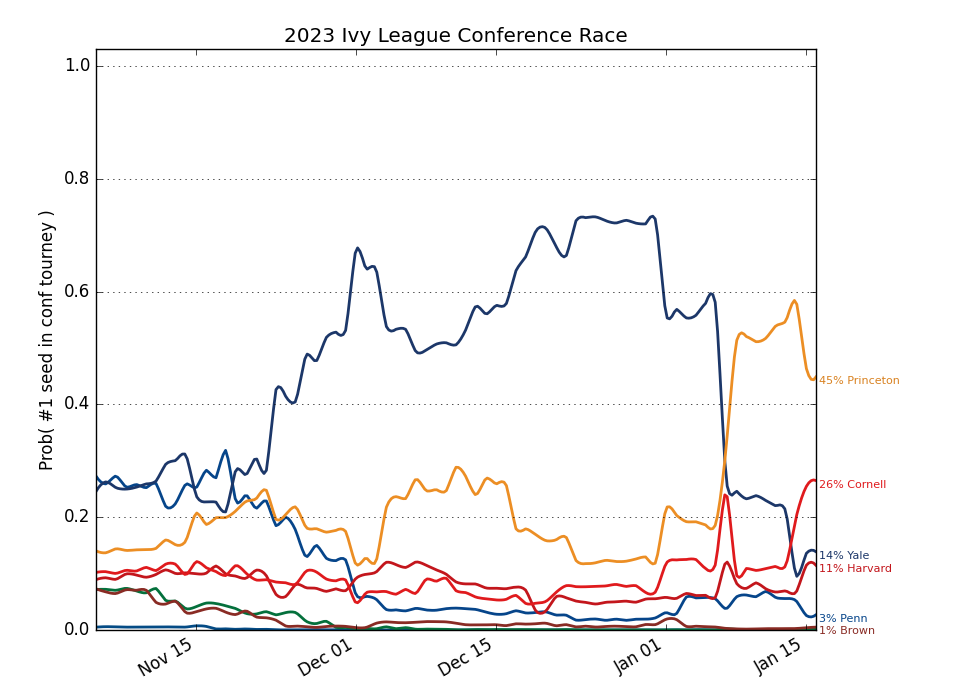 2023 Ivy League Conference Race
Prob( #1 seed in conf tourney )
1.0
0.8
0.6
0.4
0.2
0.0
45% Princeton
26% Cornell
14% Yale
11% Harvard
3% Penn
1% Brown
Nov 15
Dec 01
Dec 15
Jan 01
Jan 15